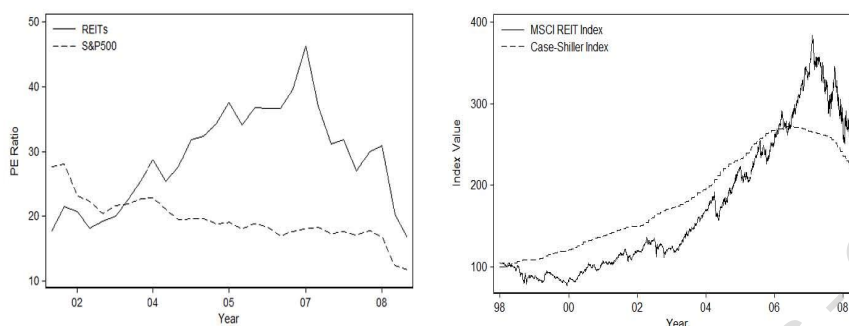 50
REITs
S&P500
40
PE Ratio
30
20
10
02
04
05
07
08
Year
MSCI REIT Index
Case-Shiller Index
400
300
Index Value
200
100
98
00
02
04
06
08
Year